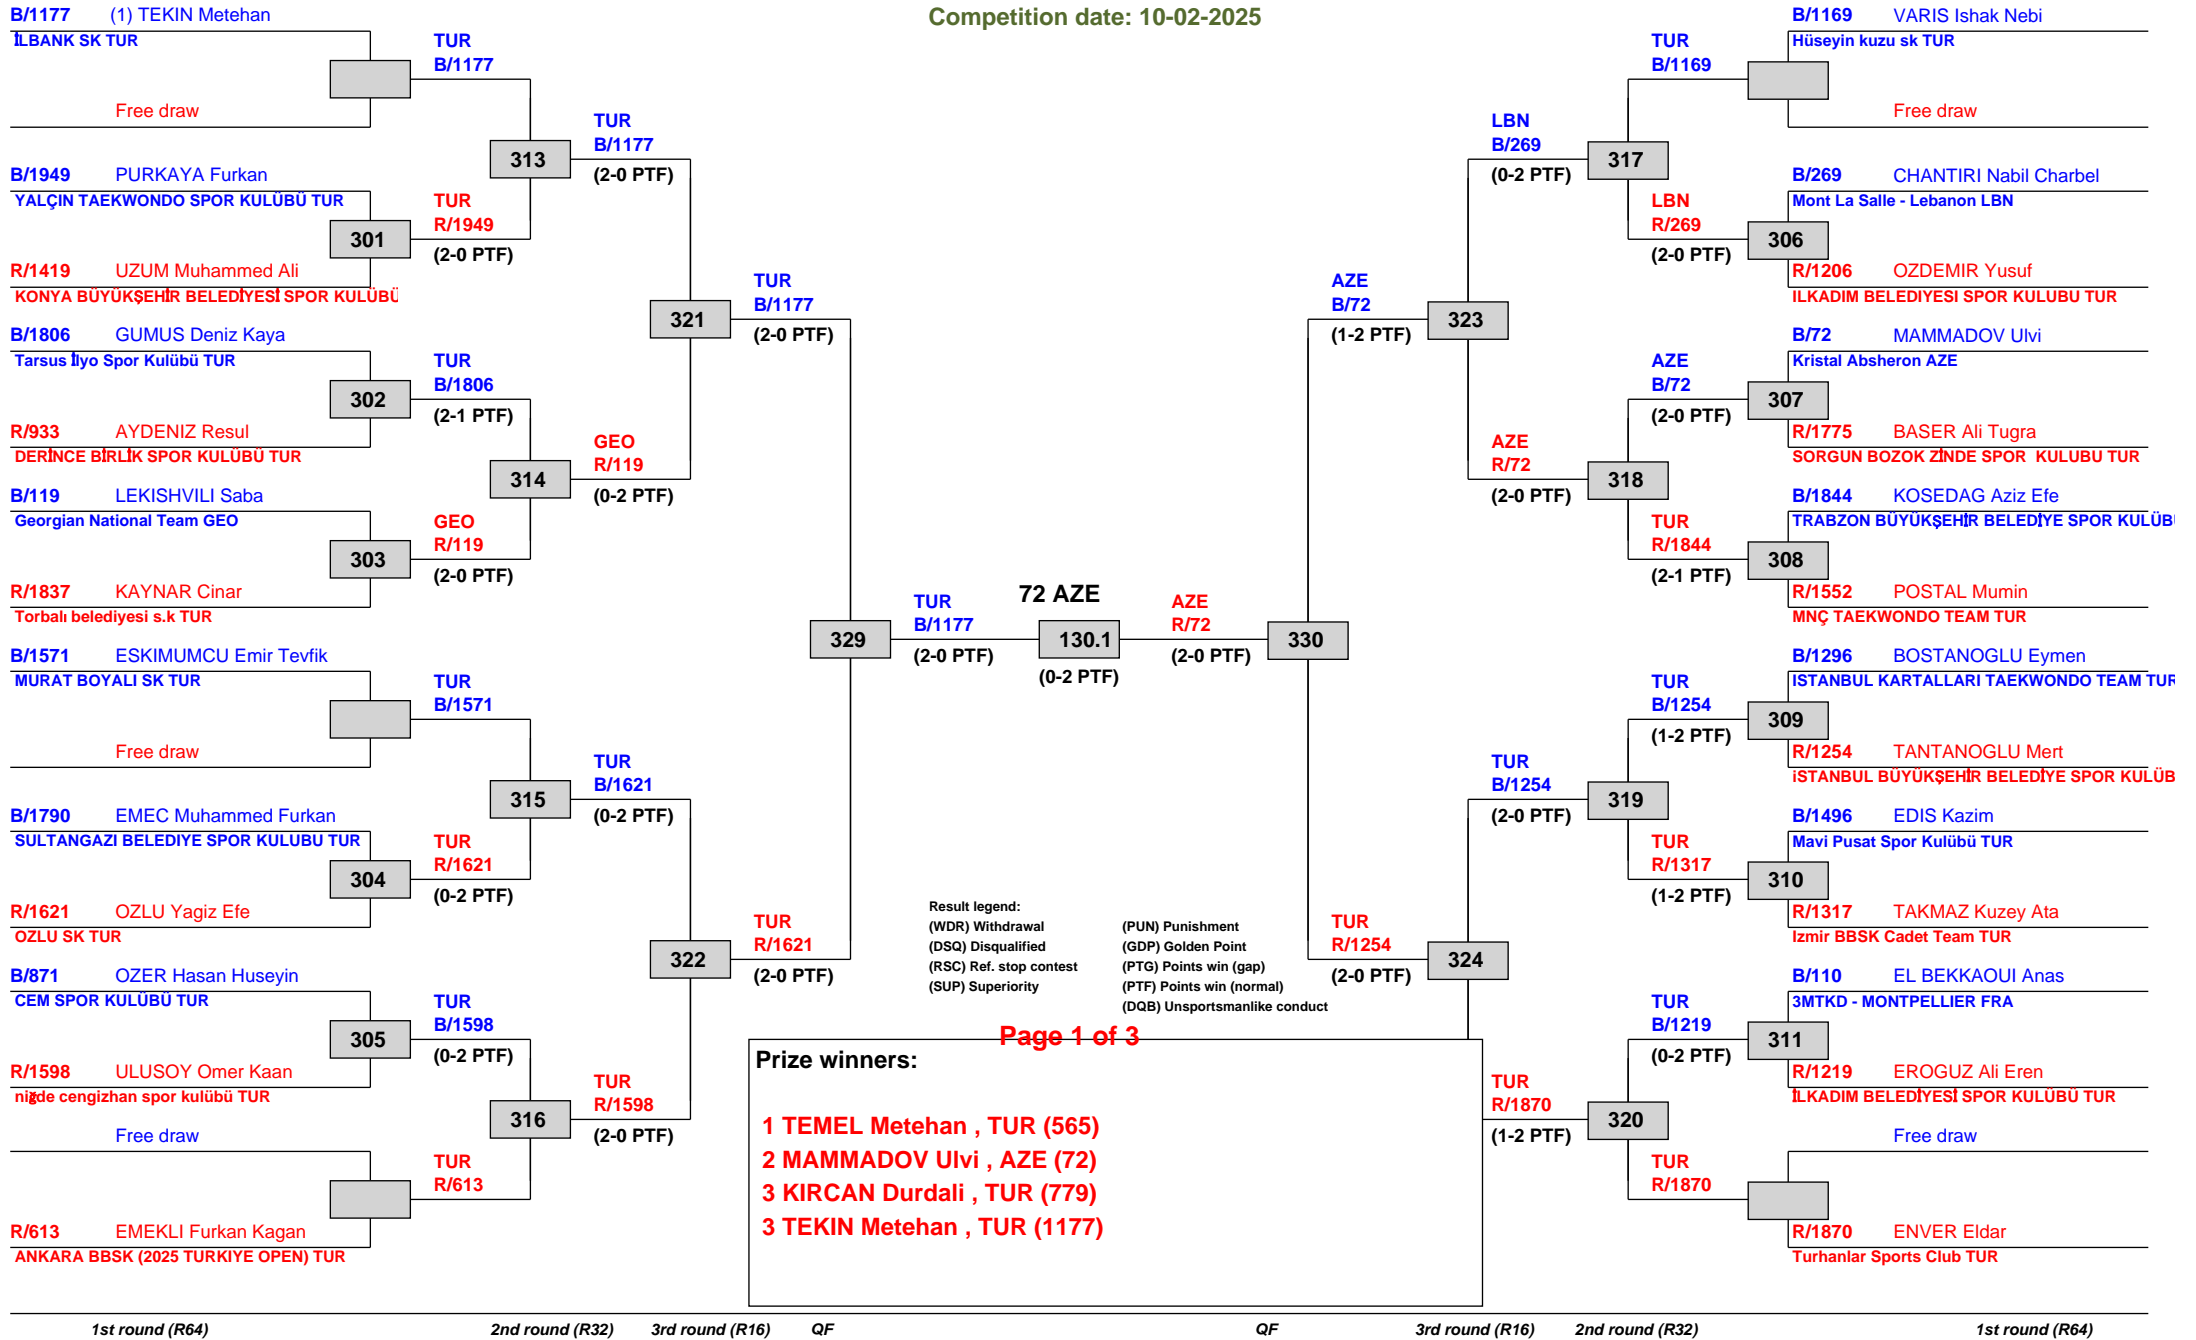 Competition date: 10-02-2025
B/1177 (1) TEKIN Metehan
İLBANK SK TUR
Free draw
TUR
B/1177
B/1949 PURKAYA Furkan
YALÇIN TAEKWONDO SPOR KULÜBÜ TUR
301
R/1419 UZUM Muhammed Ali
KONYA BÜYÜKŞEHİR BELEDİYESİ SPOR KULÜBÜ
TUR
R/1949
(2-0 PTF)
313
TUR
B/1177
(2-0 PTF)
B/1806 GUMUS Deniz Kaya
Tarsus İlyo Spor Kulübü TUR
302
R/933 AYDENIZ Resul
DERİNCE BİRLİK SPOR KULÜBÜ TUR
TUR
B/1806
(2-1 PTF)
B/119 LEKISHVILI Saba
Georgian National Team GEO
303
R/1837 KAYNAR Cinar
Torbalı belediyesi s.k TUR
GEO
R/119
(2-0 PTF)
314
GEO
R/119
(0-2 PTF)
321
TUR
B/1177
(2-0 PTF)
B/1571 ESKIMUMCU Emir Tevfik
MURAT BOYALI SK TUR
Free draw
TUR
B/1571
B/1790 EMEC Muhammed Furkan
SULTANGAZI BELEDIYE SPOR KULUBU TUR
304
R/1621 OZLU Yagiz Efe
OZLU SK TUR
TUR
R/1621
(0-2 PTF)
315
TUR
B/1621
(0-2 PTF)
B/871 OZER Hasan Huseyin
CEM SPOR KULÜBÜ TUR
305
R/1598 ULUSOY Omer Kaan
niğde cengizhan spor kulübü TUR
TUR
B/1598
(0-2 PTF)
Free draw
R/613 EMEKLI Furkan Kagan
ANKARA BBSK (2025 TURKIYE OPEN) TUR
TUR
R/613
316
TUR
R/1598
(2-0 PTF)
322
TUR
R/1621
(2-0 PTF)
329
TUR
B/1177
(2-0 PTF)
72 AZE
130.1
(0-2 PTF)
AZE
R/72
(2-0 PTF)
330
AZE
B/72
(1-2 PTF)
323
LBN
B/269
(0-2 PTF)
317
TUR
B/1169
B/1169 VARIS Ishak Nebi
Hüseyin kuzu sk TUR
Free draw
LBN
R/269
(2-0 PTF)
B/269 CHANTIRI Nabil Charbel
Mont La Salle - Lebanon LBN
306
R/1206 OZDEMIR Yusuf
ILKADIM BELEDIYESI SPOR KULUBU TUR
AZE
R/72
(2-0 PTF)
318
AZE
B/72
(2-0 PTF)
B/72 MAMMADOV Ulvi
Kristal Absheron AZE
307
R/1775 BASER Ali Tugra
SORGUN BOZOK ZİNDE SPOR KULUBU TUR
TUR
R/1844
(2-1 PTF)
B/1844 KOSEDAG Aziz Efe
TRABZON BÜYÜKŞEHİR BELEDİYE SPOR KULÜBÜ
308
R/1552 POSTAL Mumin
MNÇ TAEKWONDO TEAM TUR
TUR
R/1254
(2-0 PTF)
324
TUR
B/1254
(2-0 PTF)
319
TUR
B/1254
(1-2 PTF)
B/1296 BOSTANOGLU Eymen
ISTANBUL KARTALLARI TAEKWONDO TEAM TUR
309
R/1254 TANTANOGLU Mert
iSTANBUL BÜYÜKŞEHİR BELEDİYE SPOR KULÜB
TUR
R/1317
(1-2 PTF)
B/1496 EDIS Kazim
Mavi Pusat Spor Kulübü TUR
310
R/1317 TAKMAZ Kuzey Ata
Izmir BBSK Cadet Team TUR
TUR
R/1870
(1-2 PTF)
320
TUR
B/1219
(0-2 PTF)
B/110 EL BEKKAOUI Anas
3MTKD - MONTPELLIER FRA
311
R/1219 EROGUZ Ali Eren
İLKADIM BELEDİYESİ SPOR KULÜBÜ TUR
TUR
R/1870
Free draw
R/1870 ENVER Eldar
Turhanlar Sports Club TUR
Result legend:
(WDR) Withdrawal (PUN) Punishment
(DSQ) Disqualified (GDP) Golden Point
(RSC) Ref. stop contest (PTG) Points win (gap)
(SUP) Superiority (PTF) Points win (normal)
(DQB) Unsportsmanlike conduct
Page 1 of 3
Prize winners:
1 TEMEL Metehan , TUR (565)
2 MAMMADOV Ulvi , AZE (72)
3 KIRCAN Durdali , TUR (779)
3 TEKIN Metehan , TUR (1177)
1st round (R64) 2nd round (R32) 3rd round (R16) QF QF 3rd round (R16) 2nd round (R32) 1st round (R64)